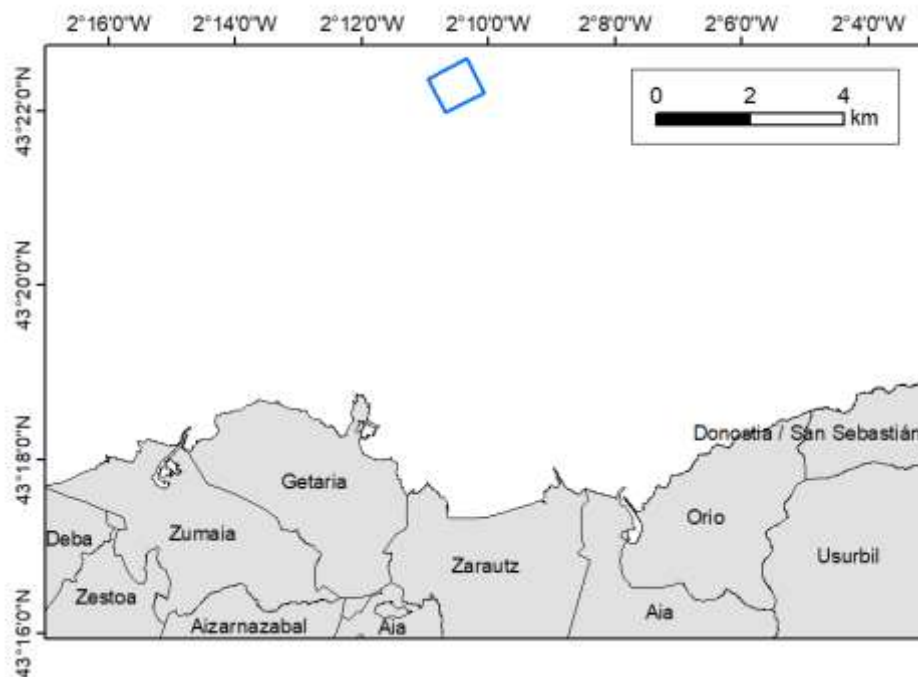 2°16'0"W 2°14'0"W 2°12'0"W 2°10'0"W 2°8'0"W 2°6'0"W 2°4'0"W
43°22'0"N
43°20'0"N
43°18'0"N
43°16'0"N
0 2 4
km
Donostia / San Sebastián
Getaria
Orio
Deba
Zumaia
Usurbil
Zarautz
Zestoa
Aia
Aizarnazabal
Aia